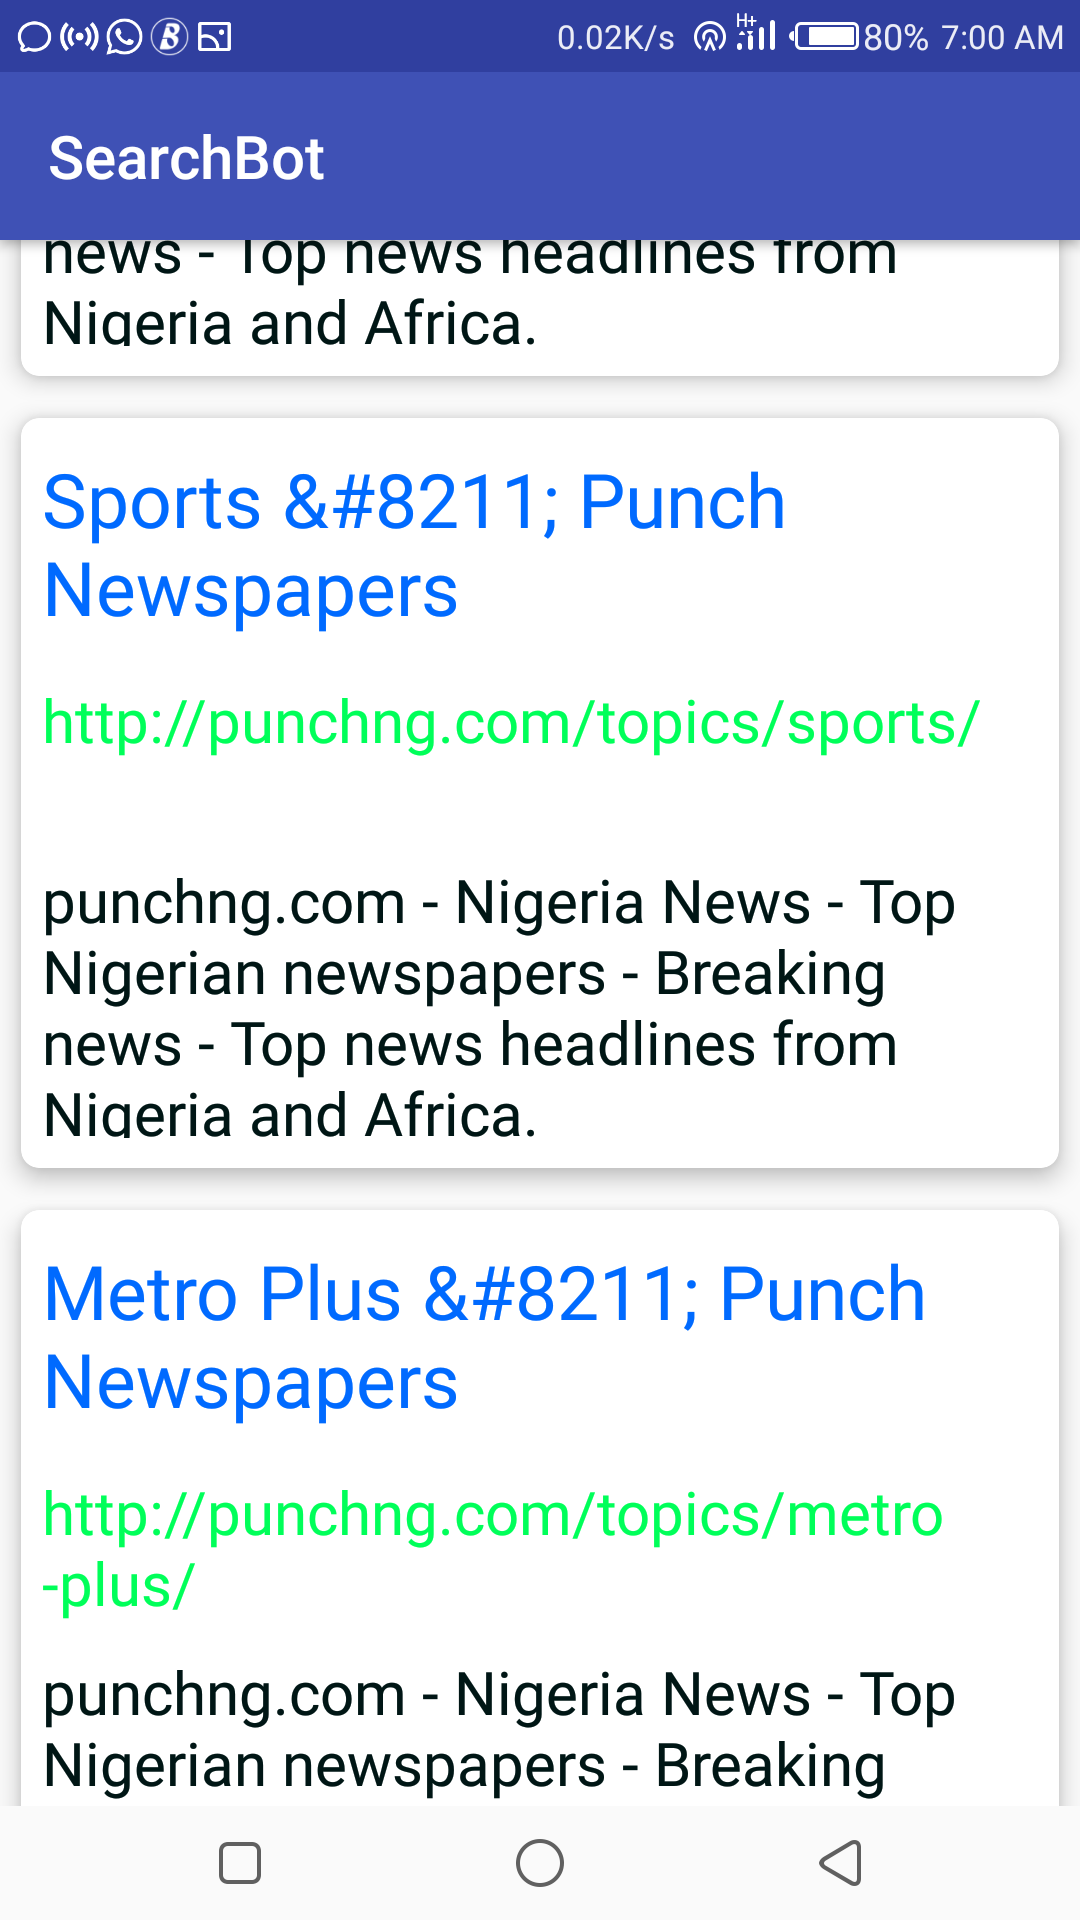 0.02K/s H+ 80% 7:00 AM
SearchBot
news - Top news headlines from
Nigeria and Africa.
Sports &#8211; Punch
Newspapers
http://punchng.com/topics/sports/
punchng.com - Nigeria News - Top
Nigerian newspapers - Breaking
news - Top news headlines from
Nigeria and Africa.
Metro Plus &#8211; Punch
Newspapers
http://punchng.com/topics/metro
-plus/
punchng.com - Nigeria News - Top
Nigerian newspapers - Breaking